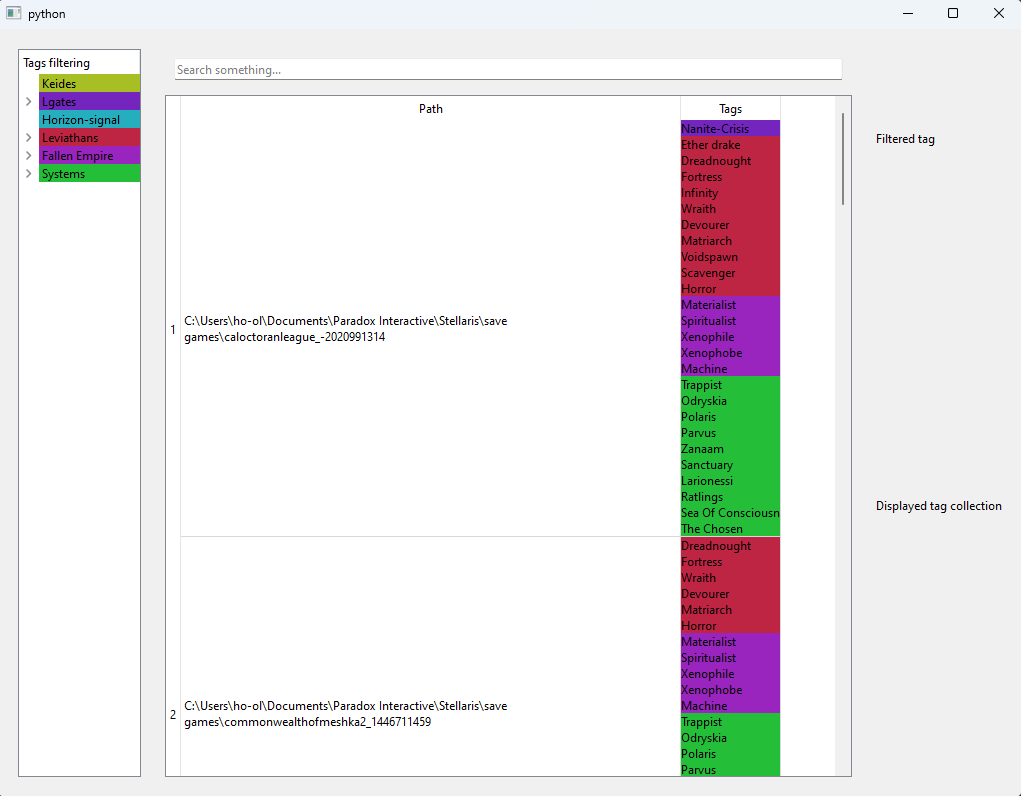 python
Tags filtering
Keides
Lgates
Horizon-signal
Leviathans
Fallen Empire
Systems
Search something...
Path Tags
1 C:\Users\ho-ol\Documents\Paradox Interactive\Stellaris\save
games\caloctoranleague_-2020991314
Nanite-Crisis
Ether drake
Dreadnought
Fortress
Infinity
Wraith
Devourer
Matriarch
Voidspawn
Scavenger
Horror
Materialist
Spiritualist
Xenophile
Xenophobe
Machine
Trappist
Odryskia
Polaris
Parvus
Zanaam
Sanctuary
Larionessi
Ratlings
Sea Of Consciousn
The Chosen
2 C:\Users\ho-ol\Documents\Paradox Interactive\Stellaris\save
games\commonwealthofmeshka2_1446711459
Dreadnought
Fortress
Wraith
Devourer
Matriarch
Horror
Materialist
Spiritualist
Xenophile
Xenophobe
Machine
Trappist
Odryskia
Polaris
Parvus
Filtered tag
Displayed tag collection